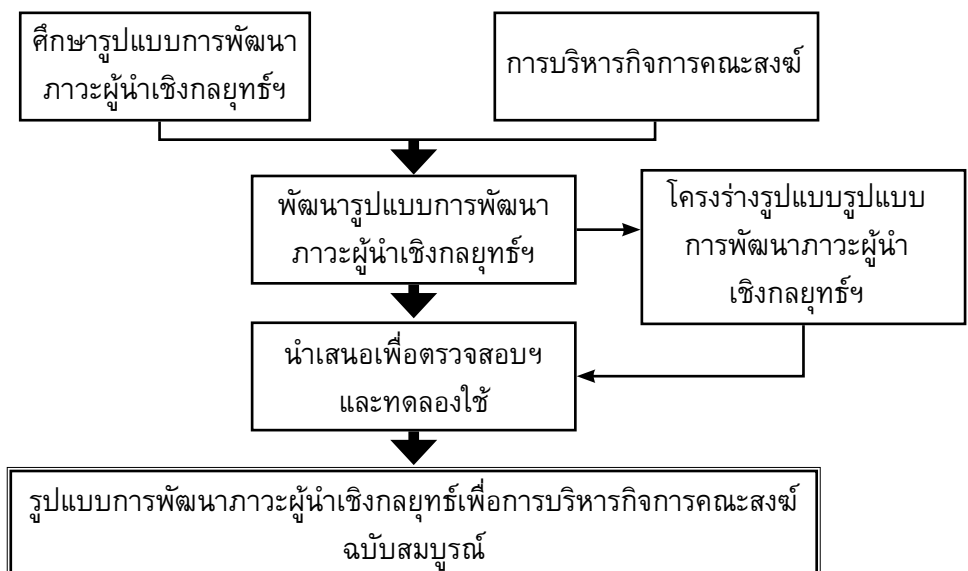 ศึกษารูปแบบการพัฒนา
ภาวะผู้นำเชิงกลยุทธ์ฯ
การบริหารกิจการคณะสงฆ์
พัฒนารูปแบบการพัฒนา
ภาวะผู้นำเชิงกลยุทธ์ฯ
โครงร่างรูปแบบรูปแบบ
การพัฒนาภาวะผู้นำ
เชิงกลยุทธ์ฯ
นำเสนอเพื่อตรวจสอบฯ
และทดลองใช้
รูปแบบการพัฒนาภาวะผู้นำเชิงกลยุทธ์เพื่อการบริหารกิจการคณะสงฆ์
ฉบับสมบูรณ์